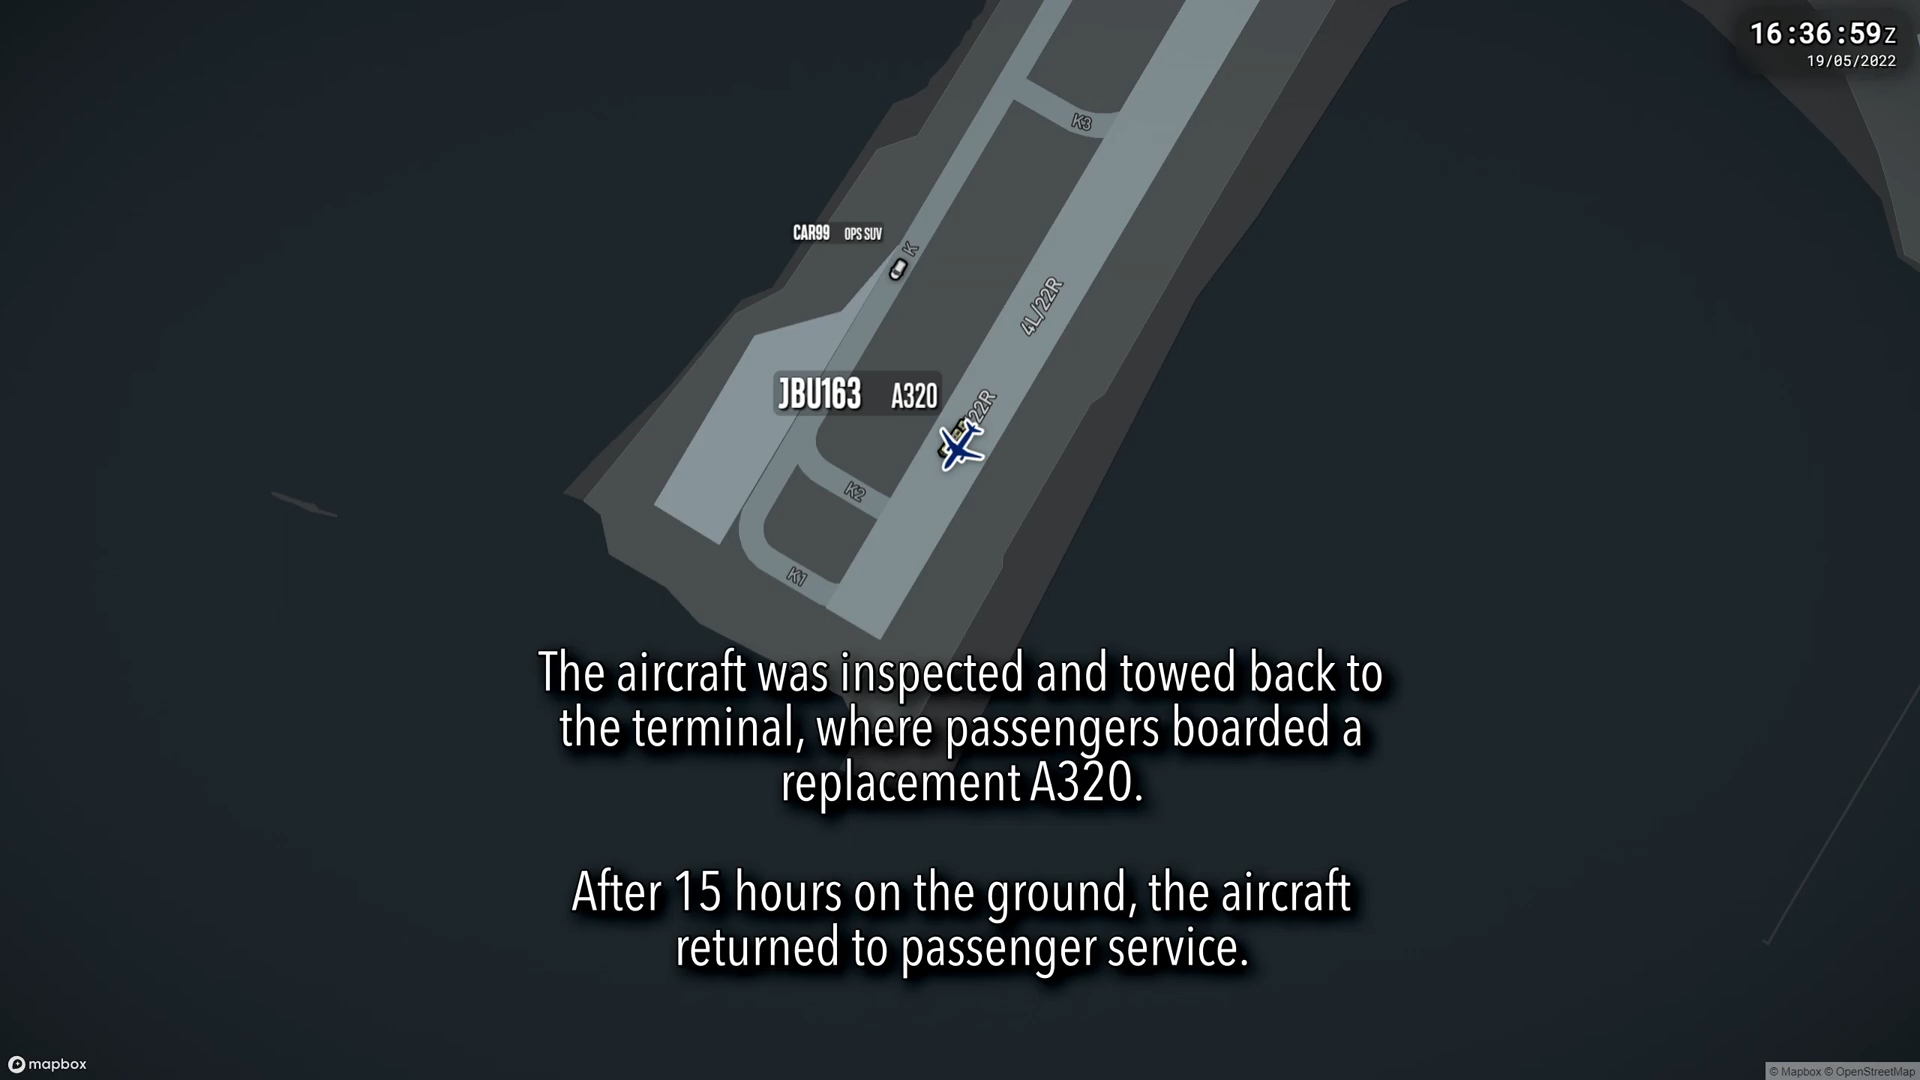 16:36:59Z
19/05/2022
K3
CAR99 OPS SUV
K
4L/22R
JBU163 A320
22R
K2
K1
The aircraft was inspected and towed back to
the terminal, where passengers boarded a
replacement A320.
After 15 hours on the ground, the aircraft
returned to passenger service.
mapbox
© Mapbox © OpenStreetMap